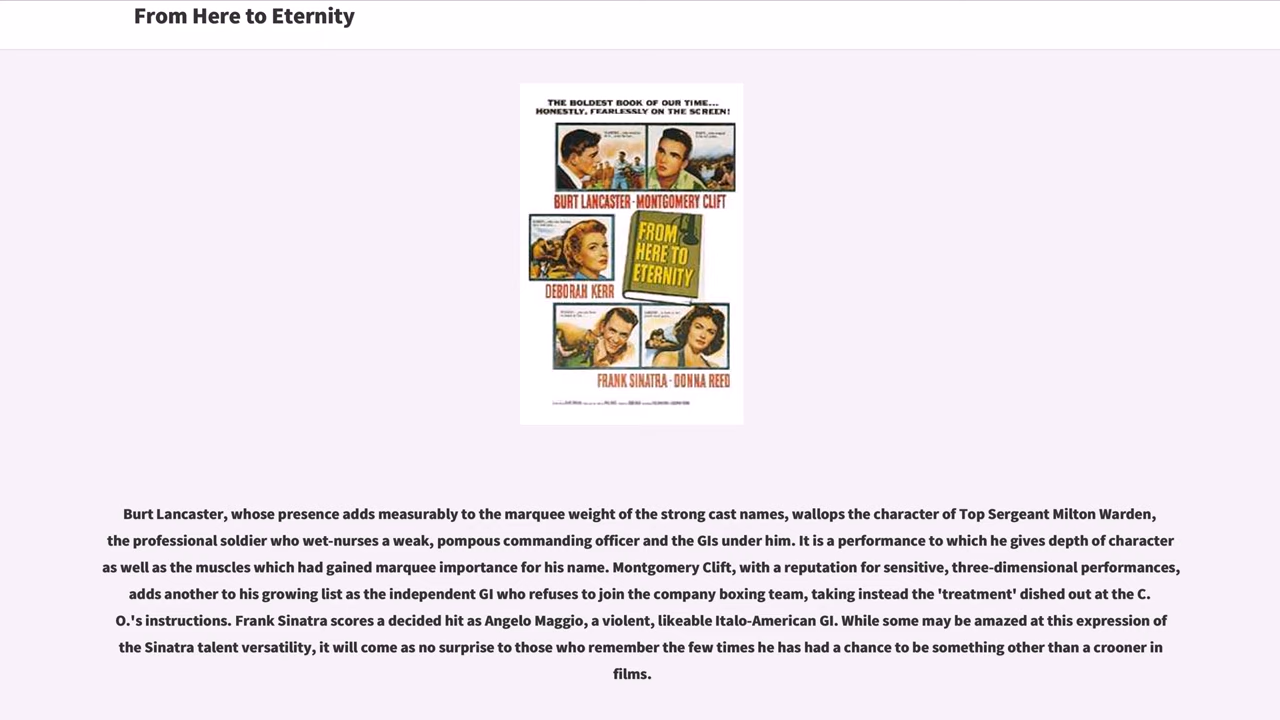 From Here to Eternity
THE BOLDEST BOOK OF OUR TIME...
HONESTLY, FEARLESSLY ON THE SCREEN!
BURT LANCASTER-MONTGOMERY CLIFT
FROM
HERE TO
ETERNITY
DEBORAH KERR
FRANK SINATRA-DONNA REED
Burt Lancaster, whose presence adds measurably to the marquee weight of the strong cast names, wallops the character of Top Sergeant Milton Warden,
the professional soldier who wet-nurses a weak, pompous commanding officer and the GIs under him. It is a performance to which he gives depth of character
as well as the muscles which had gained marquee importance for his name. Montgomery Clift, with a reputation for sensitive, three-dimensional performances,
adds another to his growing list as the independent GI who refuses to join the company boxing team, taking instead the 'treatment' dished out at the C.
O.'s instructions. Frank Sinatra scores a decided hit as Angelo Maggio, a violent, likeable Italo-American GI. While some may be amazed at this expression of
the Sinatra talent versatility, it will come as no surprise to those who remember the few times he has had a chance to be something other than a crooner in
films.